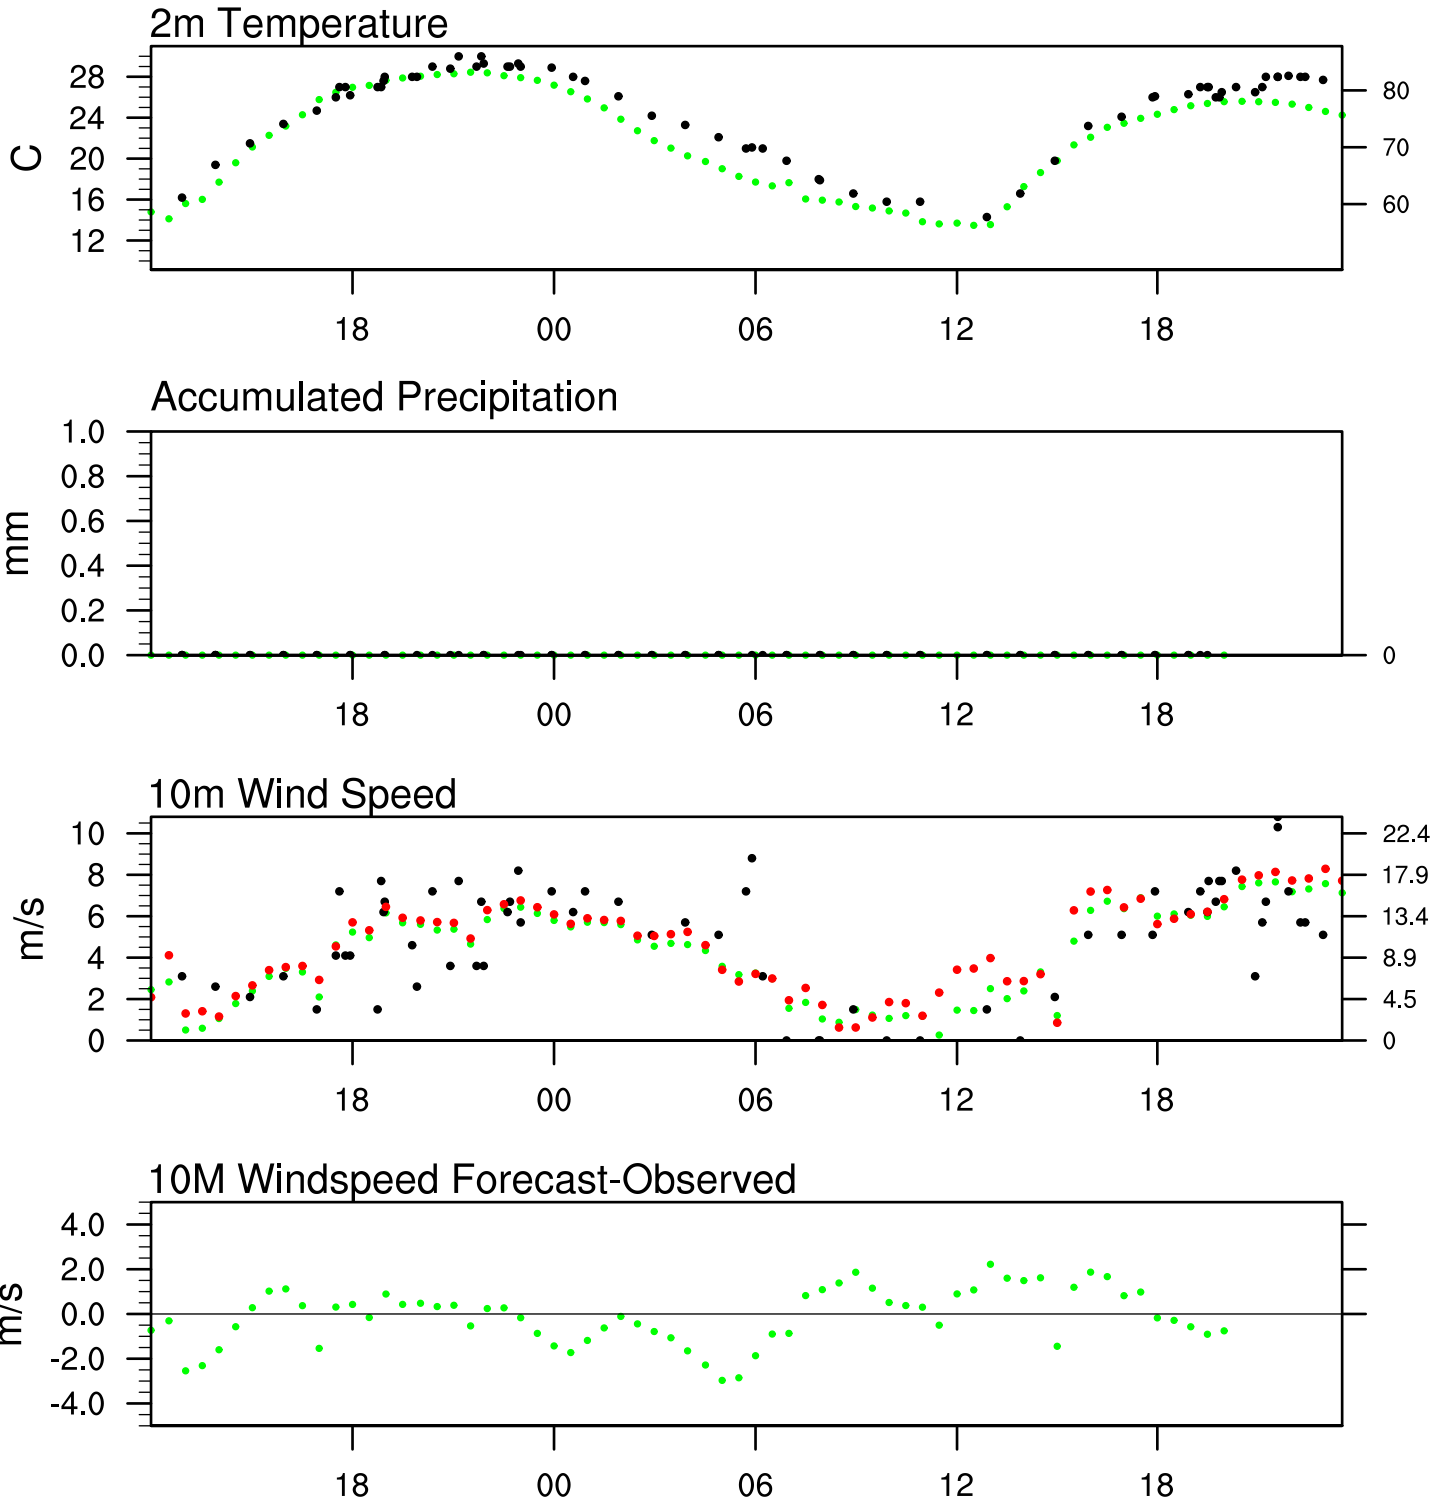 2m Temperature
C
28
24
20
16
12
80
70
60
18 00 06 12 18
Accumulated Precipitation
mm
1.0
0.8
0.6
0.4
0.2
0.0
0
18 00 06 12 18
10m Wind Speed
m/s
10
8
6
4
2
0
22.4
17.9
13.4
8.9
4.5
0
18 00 06 12 18
10M Windspeed Forecast-Observed
m/s
4.0
2.0
0.0
-2.0
-4.0
18 00 06 12 18